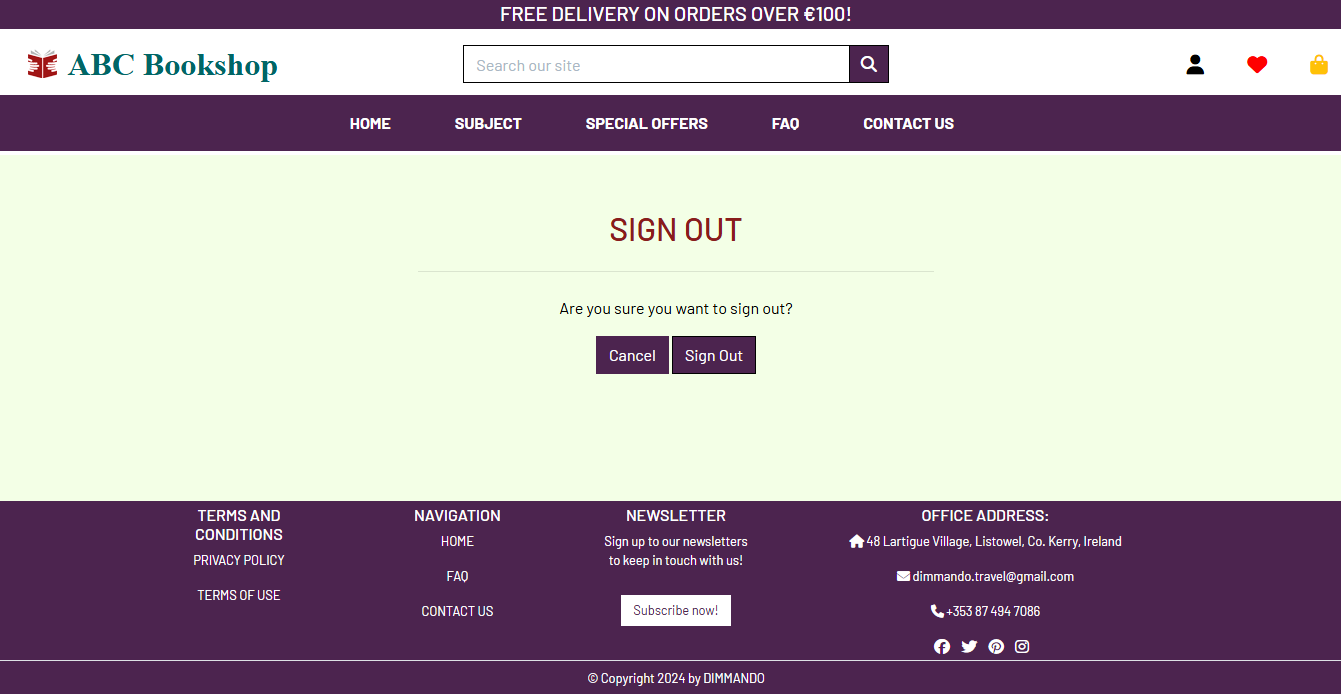 FREE DELIVERY ON ORDERS OVER €100!
ABC Bookshop
Search our site
HOME SUBJECT SPECIAL OFFERS FAQ CONTACT US
SIGN OUT
Are you sure you want to sign out?
Cancel Sign Out
TERMS AND
CONDITIONS
PRIVACY POLICY
TERMS OF USE
NAVIGATION
HOME
FAQ
CONTACT US
NEWSLETTER
Sign up to our newsletters
to keep in touch with us!
Subscribe now!
OFFICE ADDRESS:
48 Lartigue Village, Listowel, Co. Kerry, Ireland
dimmando.travel@gmail.com
+353 87 494 7086
© Copyright 2024 by DIMMANDO